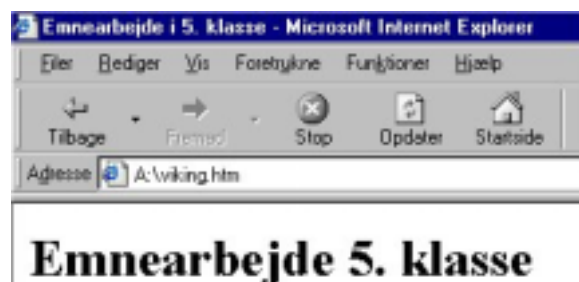 Emnearbejde i 5. klasse - Microsoft Internet Explorer
Filer Rediger Vis Foretrukne Funktioner Hjælp
Tilbage Fremad Stop Opdater Startside
Adresse A:\viking.htm
Emnearbejde 5. klasse